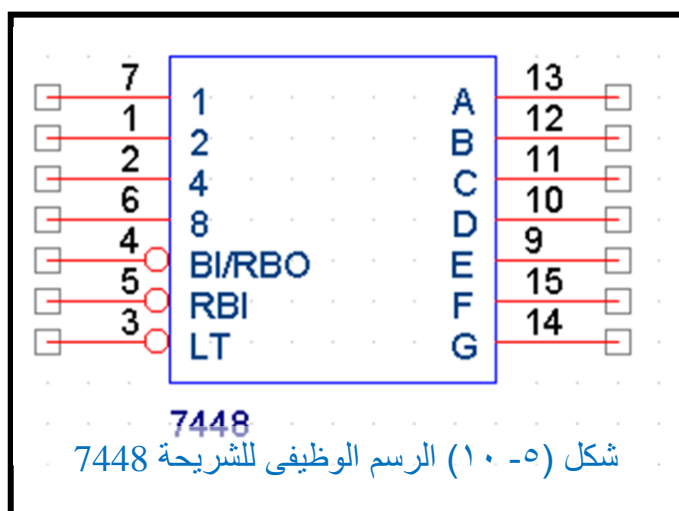 7 1 A 13
1 2 B 12
2 4 C 11
6 8 D 10
4 BI/RBO E 9
5 RBI F 15
3 LT G 14
7448
شكل (٥- ١٠) الرسم الوظيفى للشريحة 7448